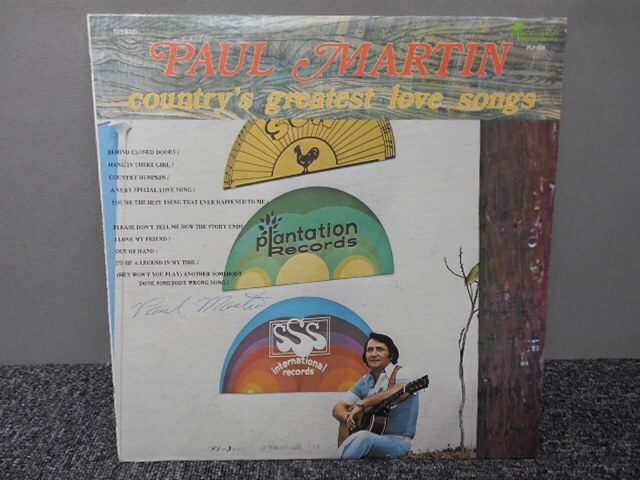 STEREO
Plantation
PAUL MARTIN
country's greatest love songs
SUN
BEHIND CLOSED DOORS /
HANG IN THERE GIRL /
COUNTRY BUMPKIN /
A VERY SPECIAL LOVE SONG /
YOU'RE THE BEST THING THAT EVER HAPPENED TO ME /
PLEASE DON'T TELL ME HOW THE STORY ENDS
I LOVE MY FRIEND /
OUT OF HAND /
I'D BE A LEGEND IN MY TIME /
(HEY WON'T YOU PLAY) ANOTHER SOMEBODY
DONE SOMEBODY WRONG SONG /
plantation
RECORDS
Paul Martin
SSS
international
records